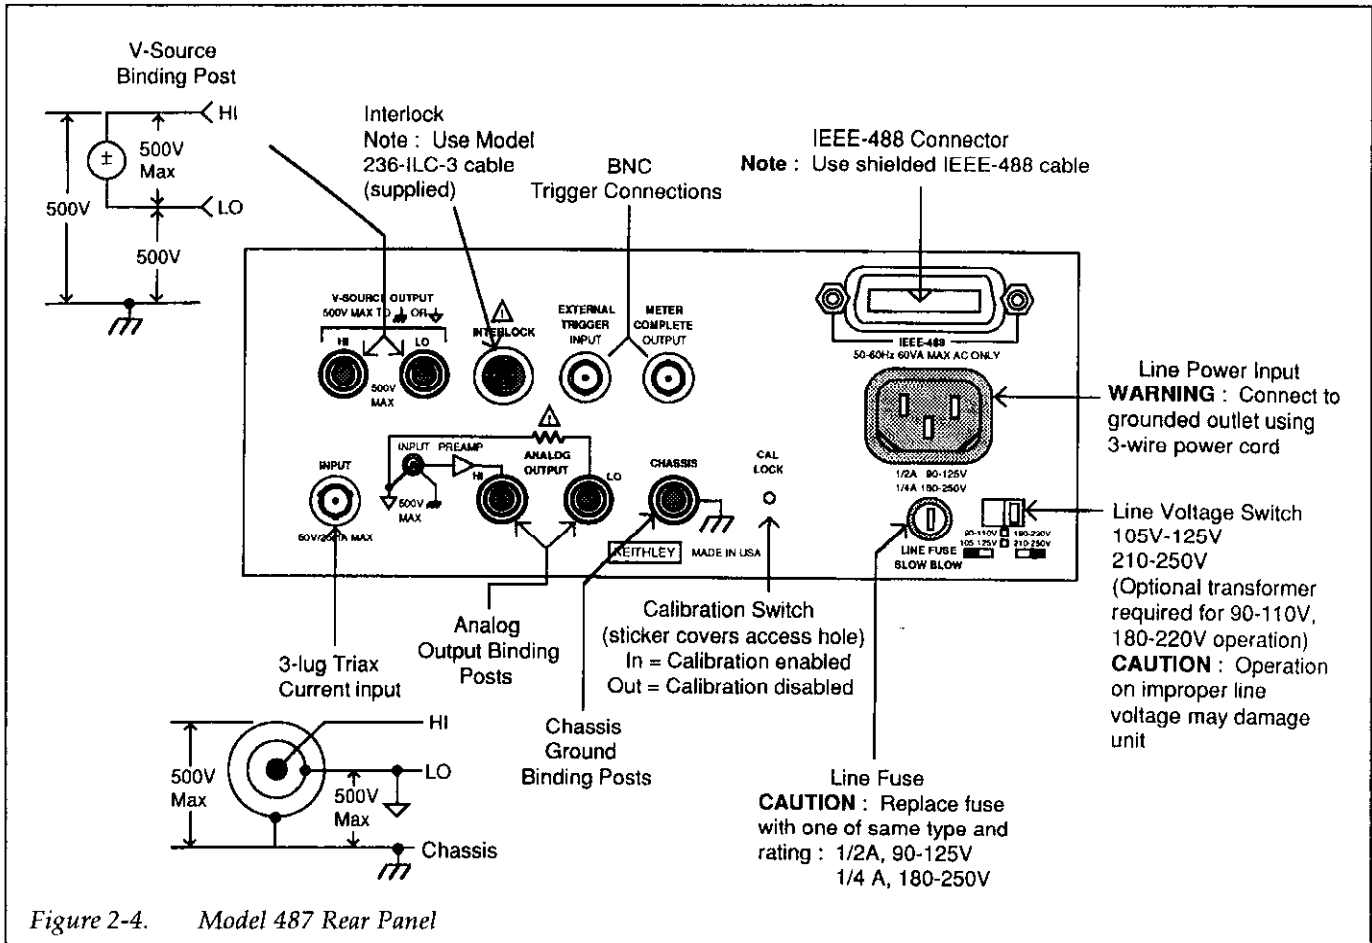 V-Source
Binding Post
HI
500V
Max
±
500V
LO
500V
Interlock
Note : Use Model
236-ILC-3 cable
(supplied)
BNC
Trigger Connections
IEEE-488 Connector
Note : Use shielded IEEE-488 cable
V-SOURCE OUTPUT
500V MAX TO OR
HI
LO
500V
MAX
INTERLOCK
EXTERNAL
TRIGGER
INPUT
METER
COMPLETE
OUTPUT
IEEE-488
50-60Hz 60VA MAX AC ONLY
Line Power Input
WARNING : Connect to
grounded outlet using
3-wire power cord
INPUT
INPUT PREAMP
ANALOG
OUTPUT
HI
LO
500V
MAX
CHASSIS
CAL
LOCK
1/2A 90-125V
1/4A 180-250V
LINE FUSE
SLOW BLOW
90-110V 180-220V
105-125V 210-250V
KEITHLEY
MADE IN USA
Line Voltage Switch
105V-125V
210-250V
(Optional transformer
required for 90-110V,
180-220V operation)
CAUTION : Operation
on improper line
voltage may damage
unit
3-lug Triax
Current input
Analog
Output Binding
Posts
Calibration Switch
(sticker covers access hole)
In = Calibration enabled
Out = Calibration disabled
Chassis
Ground
Binding Posts
Line Fuse
CAUTION : Replace fuse
with one of same type and
rating : 1/2A, 90-125V
1/4 A, 180-250V
HI
500V
Max
LO
500V
Max
Chassis
Figure 2-4. Model 487 Rear Panel